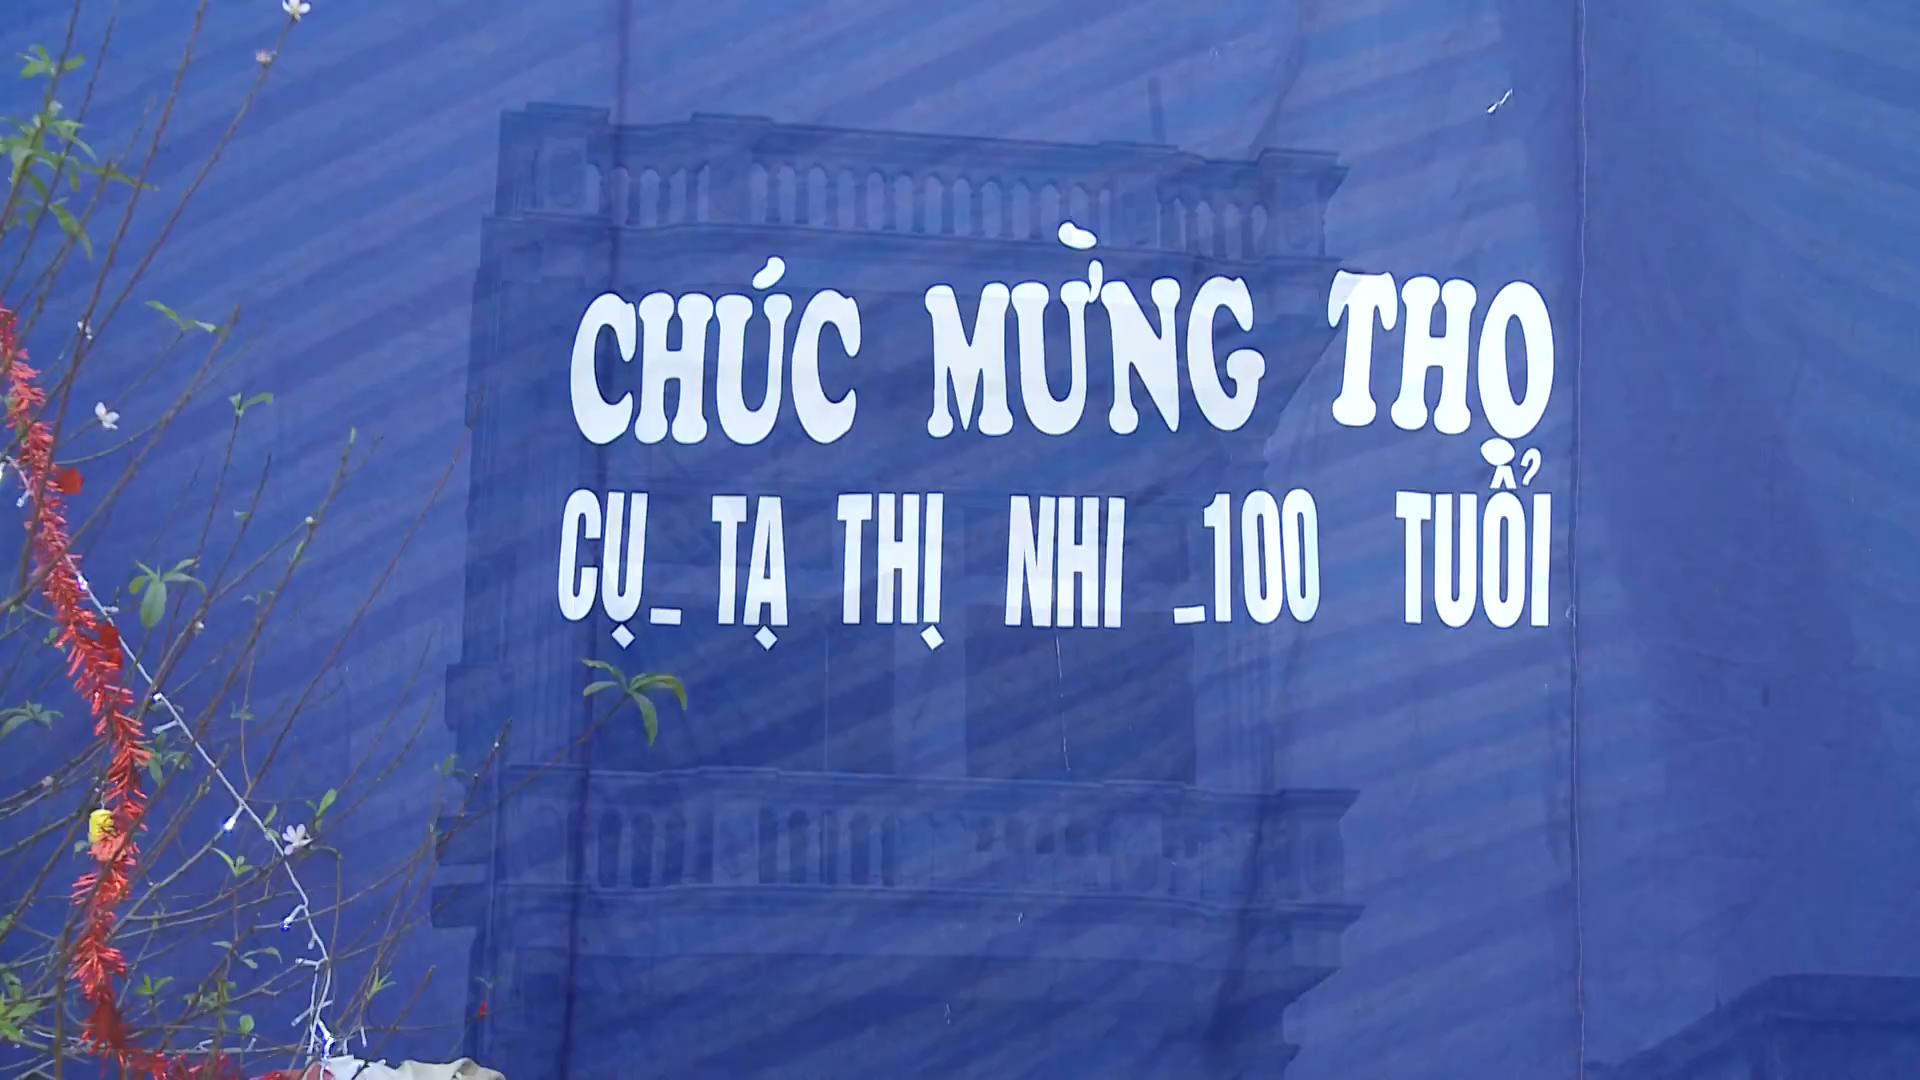 CHÚC MỪNG THỌ
CỤ_ TẠ THỊ NHI _100 TUỔI